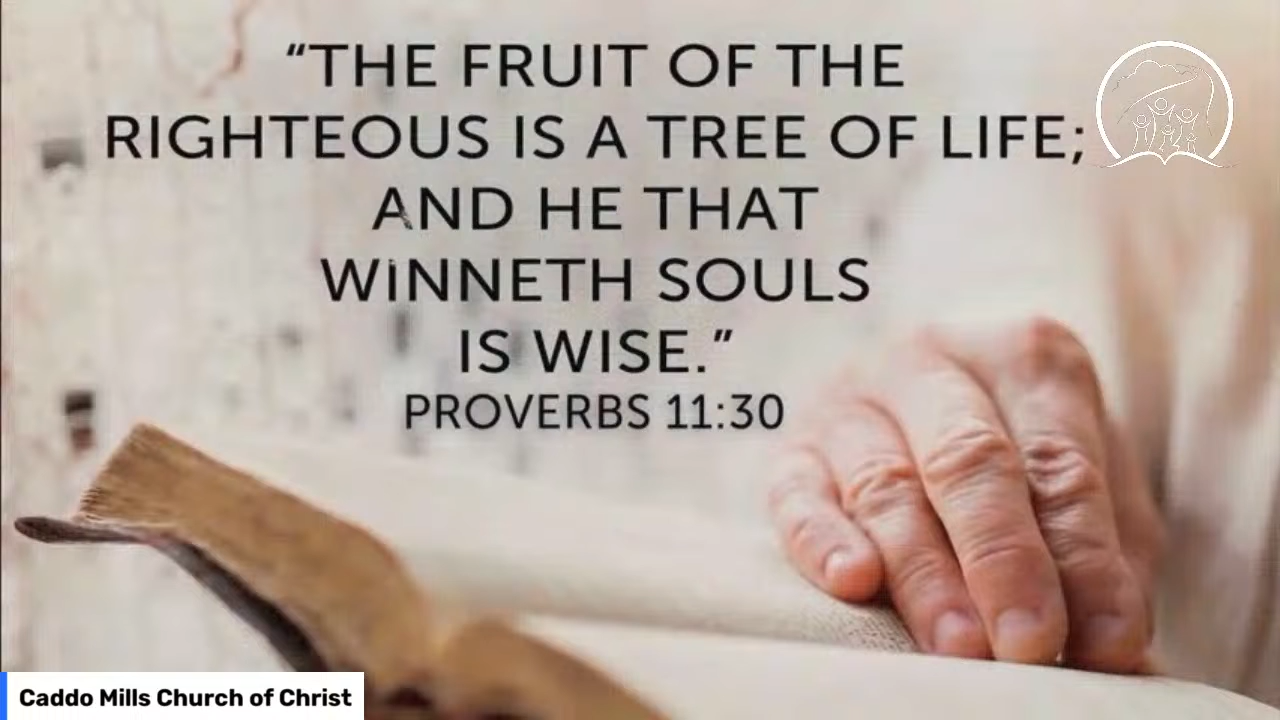 “THE FRUIT OF THE
RIGHTEOUS IS A TREE OF LIFE;
AND HE THAT
WINNETH SOULS
IS WISE.”
PROVERBS 11:30
Caddo Mills Church of Christ